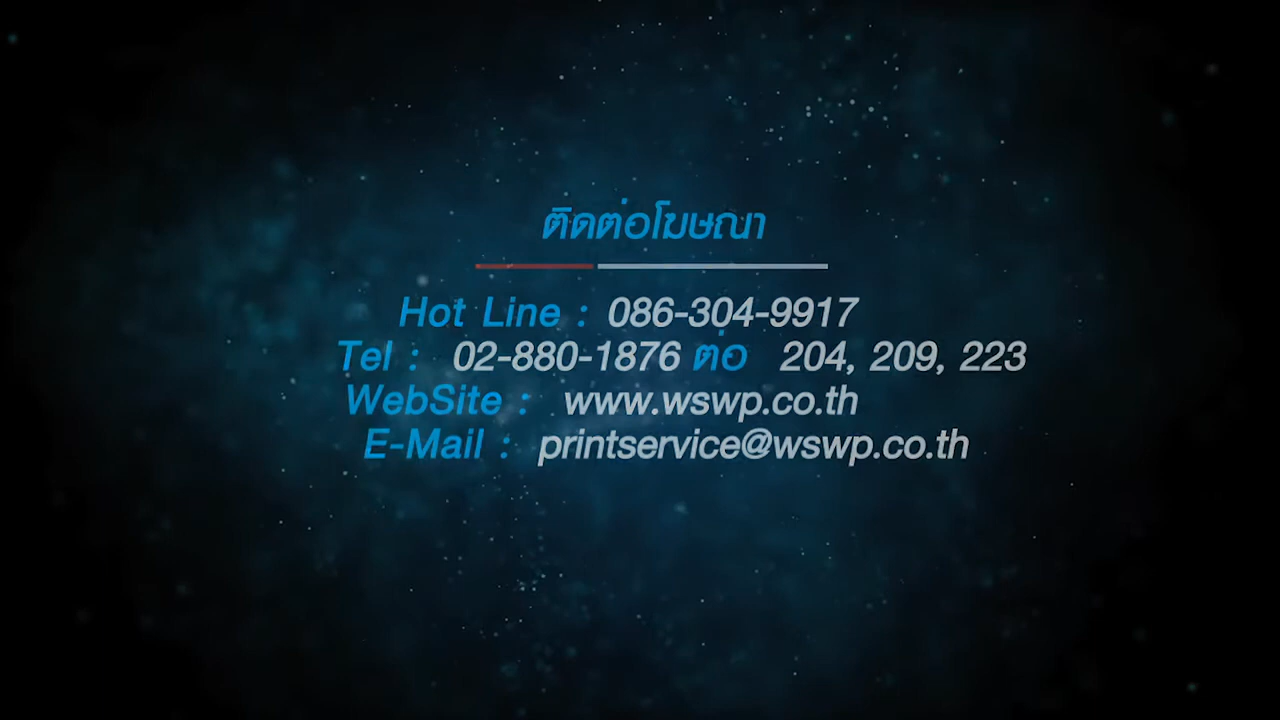 ติดต่อโฆษณา
Hot Line : 086-304-9917
Tel : 02-880-1876 ต่อ 204, 209, 223
WebSite : www.wswp.co.th
E-Mail : printservice@wswp.co.th